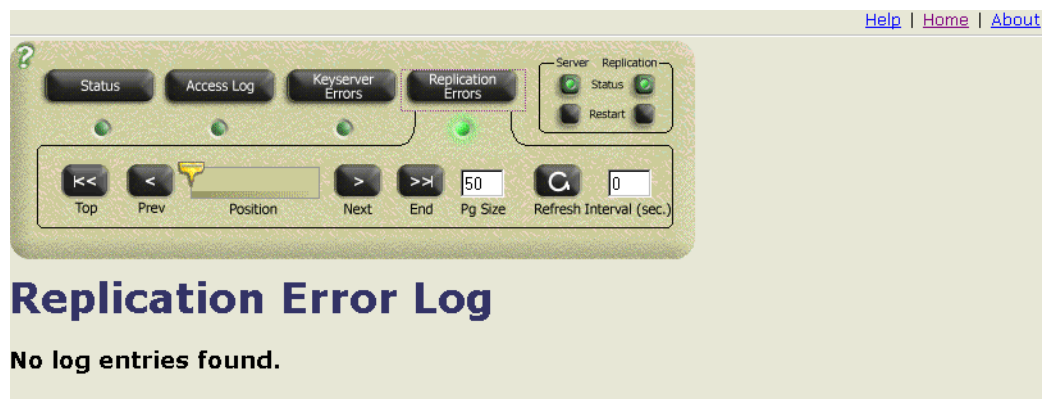 Help | Home | About
?
Server Replication
Status Access Log Keyserver Errors Replication Errors
Status
Restart
|<< < > >>| 50 0
Top Prev Position Next End Pg Size Refresh Interval (sec.)
Replication Error Log
No log entries found.